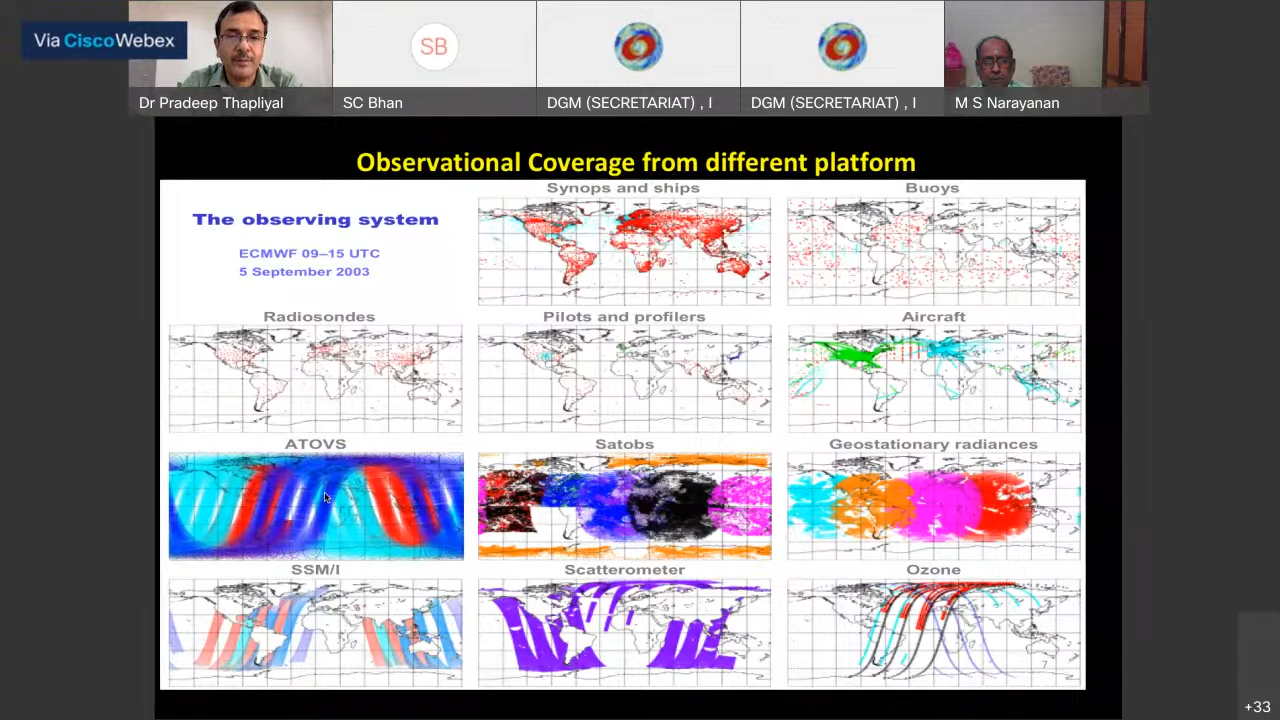 Via Cisco Webex
SB
Dr Pradeep Thapliyal
SC Bhan
DGM (SECRETARIAT) , I
DGM (SECRETARIAT) , I
M S Narayanan
Observational Coverage from different platform
The observing system
ECMWF 09–15 UTC
5 September 2003
Synops and ships
Buoys
Radiosondes
Pilots and profilers
Aircraft
ATOVS
Satobs
Geostationary radiances
SSM/I
Scatterometer
Ozone
7
+33